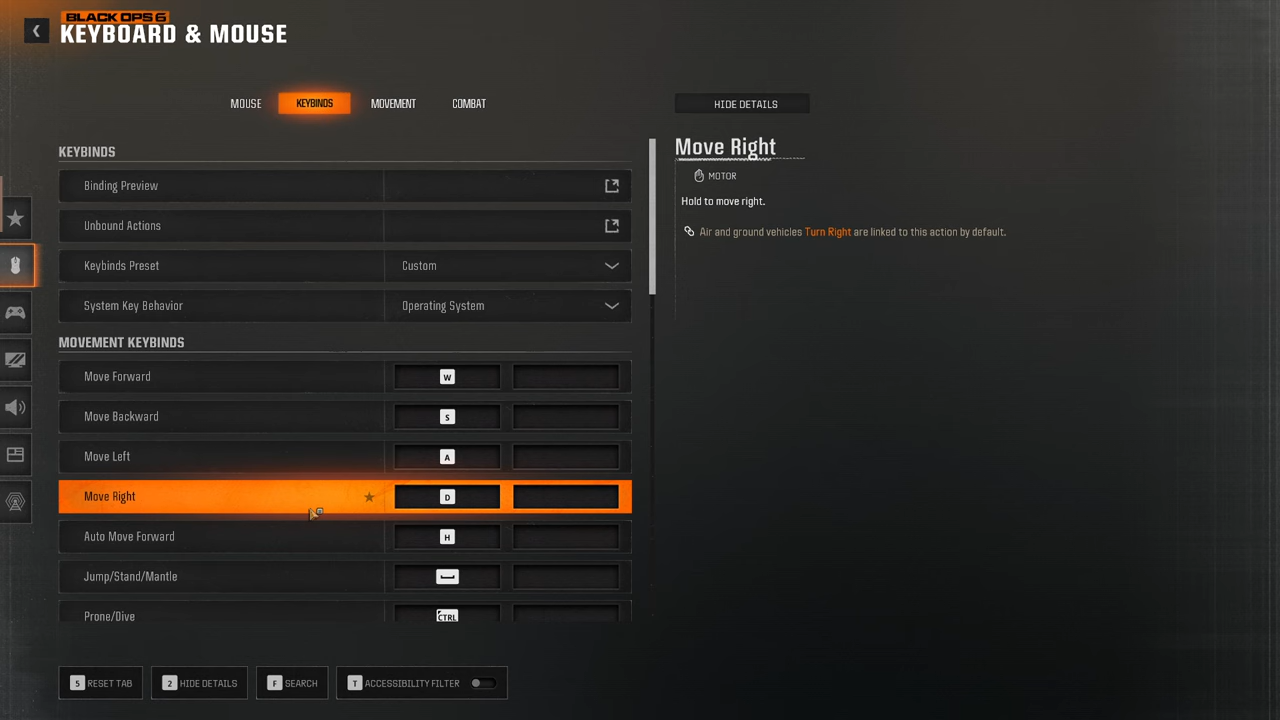 BLACK OPS 6
KEYBOARD & MOUSE
MOUSE KEYBINDS MOVEMENT COMBAT
HIDE DETAILS
KEYBINDS
Binding Preview
Unbound Actions
Keybinds Preset Custom
System Key Behavior Operating System
MOVEMENT KEYBINDS
Move Forward W
Move Backward S
Move Left A
Move Right D
Auto Move Forward H
Jump/Stand/Mantle
Prone/Dive CTRL
Move Right
MOTOR
Hold to move right.
Air and ground vehicles Turn Right are linked to this action by default.
5 RESET TAB 2 HIDE DETAILS F SEARCH T ACCESSIBILITY FILTER